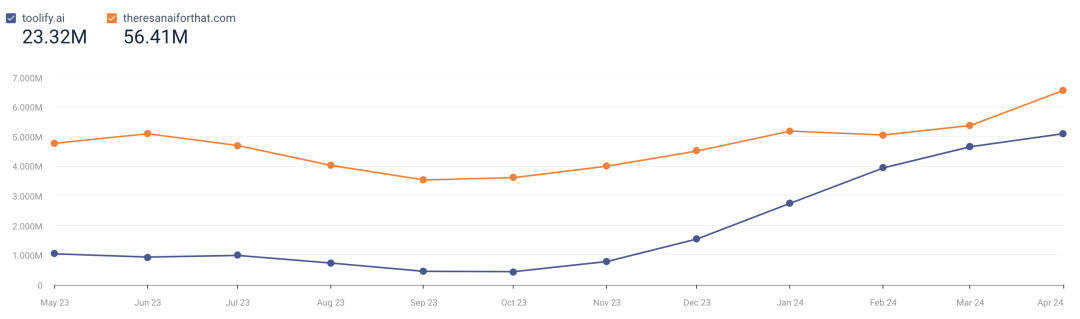 toolify.ai theresanaiforthat.com
23.32M 56.41M
7.000M
6.000M
5.000M
4.000M
3.000M
2.000M
1.000M
0
May 23 Jun 23 Jul 23 Aug 23 Sep 23 Oct 23 Nov 23 Dec 23 Jan 24 Feb 24 Mar 24 Apr 24